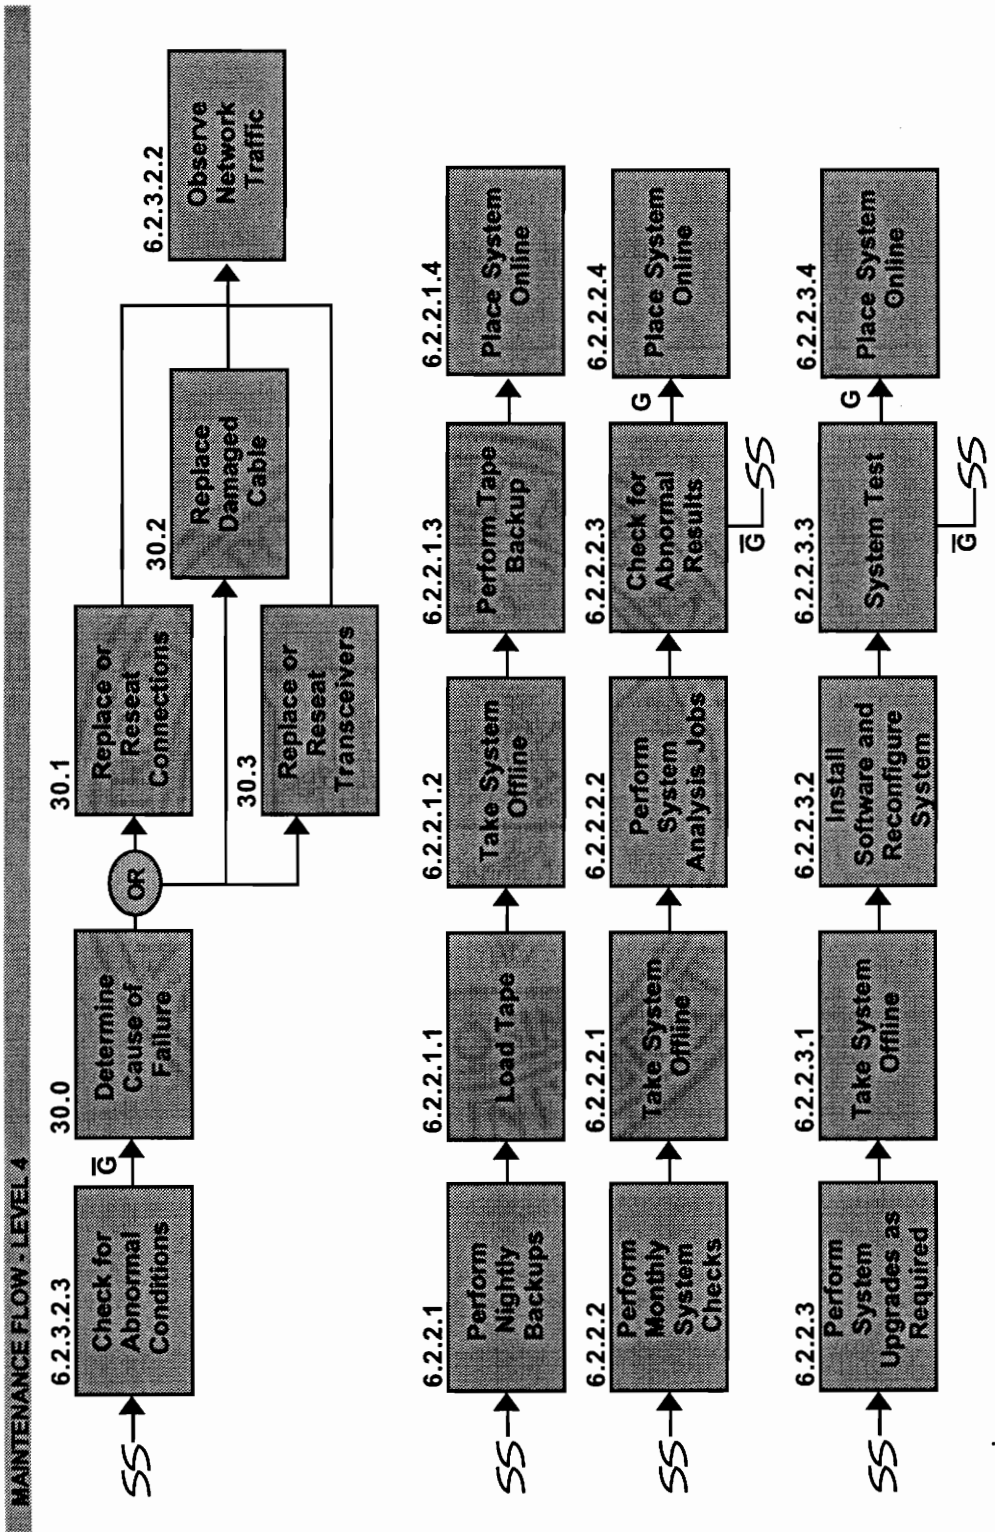 MAINTENANCE FLOW - LEVEL 4
SS
6.2.3.2.3
Check for
Abnormal
Conditions
G
30.0
Determine
Cause of
Failure
OR
30.1
Replace or
Reseat
Connections
30.2
Replace
Damaged
Cable
30.3
Replace or
Reseat
Transceivers
6.2.3.2.2
Observe
Network
Traffic
SS
6.2.2.1
Perform
Nightly
Backups
6.2.2.1.1
Load Tape
6.2.2.1.2
Take System
Offline
6.2.2.1.3
Perform Tape
Backup
6.2.2.1.4
Place System
Online
SS
6.2.2.2
Perform
Monthly
System
Checks
6.2.2.2.1
Take System
Offline
6.2.2.2.2
Perform
System
Analysis Jobs
6.2.2.2.3
Check for
Abnormal
Results
G
G
SS
6.2.2.2.4
Place System
Online
SS
6.2.2.3
Perform
System
Upgrades as
Required
6.2.2.3.1
Take System
Offline
6.2.2.3.2
Install
Software and
Reconfigure
System
6.2.2.3.3
System Test
G
G
SS
6.2.2.3.4
Place System
Online